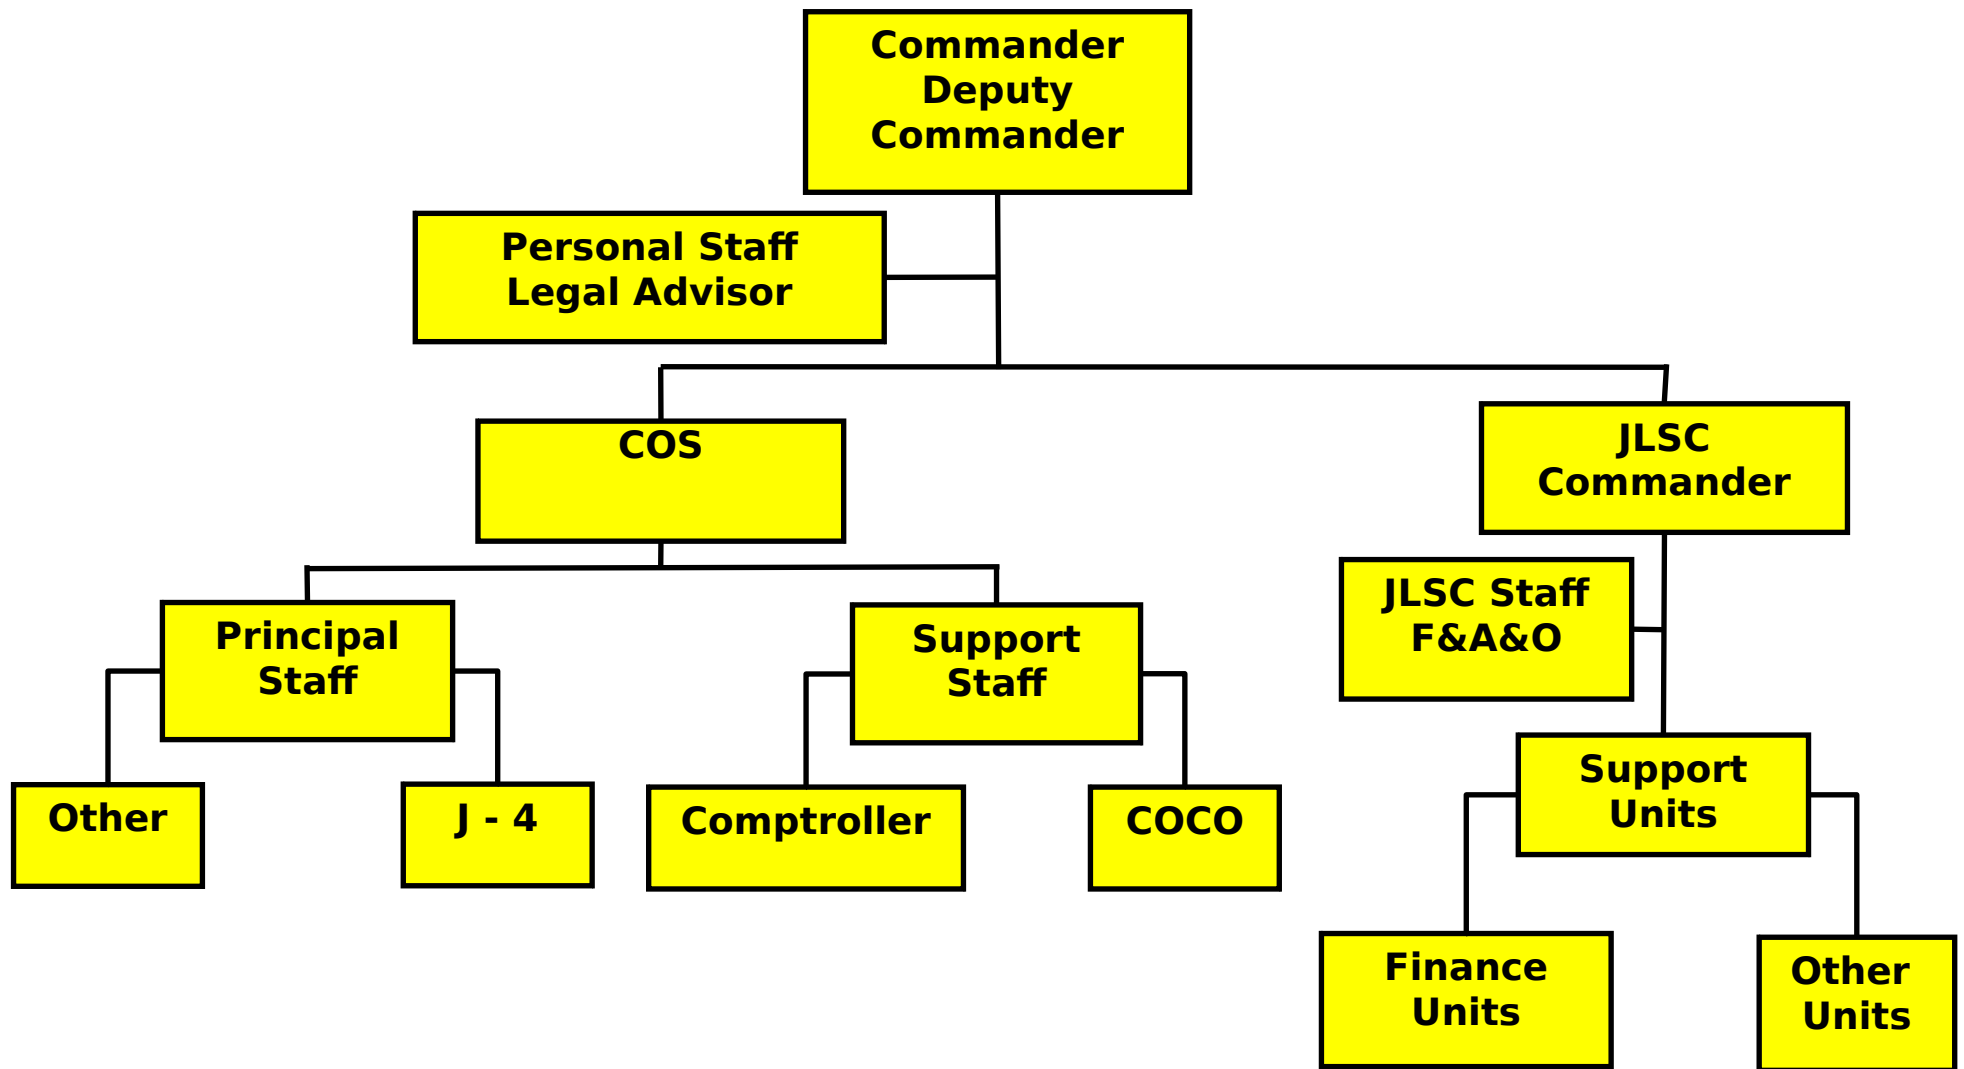 Commander
Deputy
Commander
Personal Staff
Legal Advisor
COS
JLSC
Commander
JLSC Staff
F&A&O
Principal
Staff
Support
Staff
Support
Units
Other
J - 4
Comptroller
COCO
Finance
Units
Other
Units